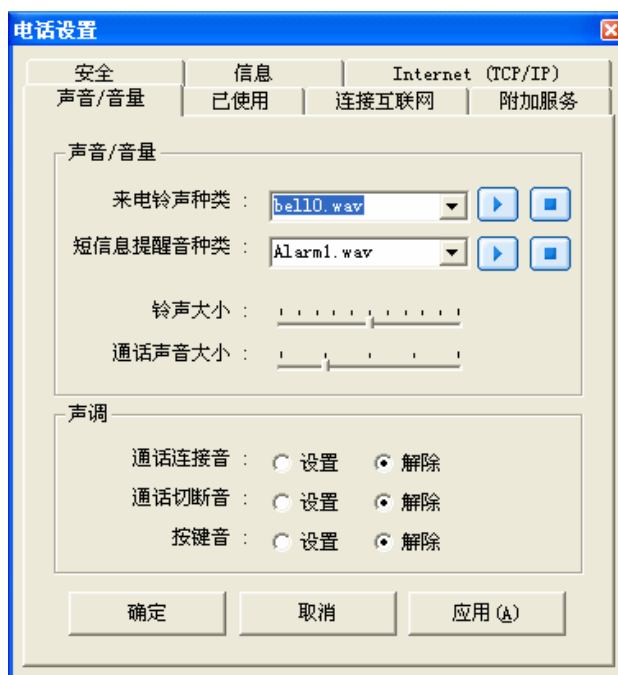 电话设置
安全 信息 Internet (TCP/IP)
声音/音量 已使用 连接互联网 附加服务
声音/音量
来电铃声种类 : bell0.wav
短信息提醒音种类 : Alarm1.wav
铃声大小 :
通话声音大小 :
声调
通话连接音 : 设置 解除
通话切断音 : 设置 解除
按键音 : 设置 解除
确定 取消 应用(A)